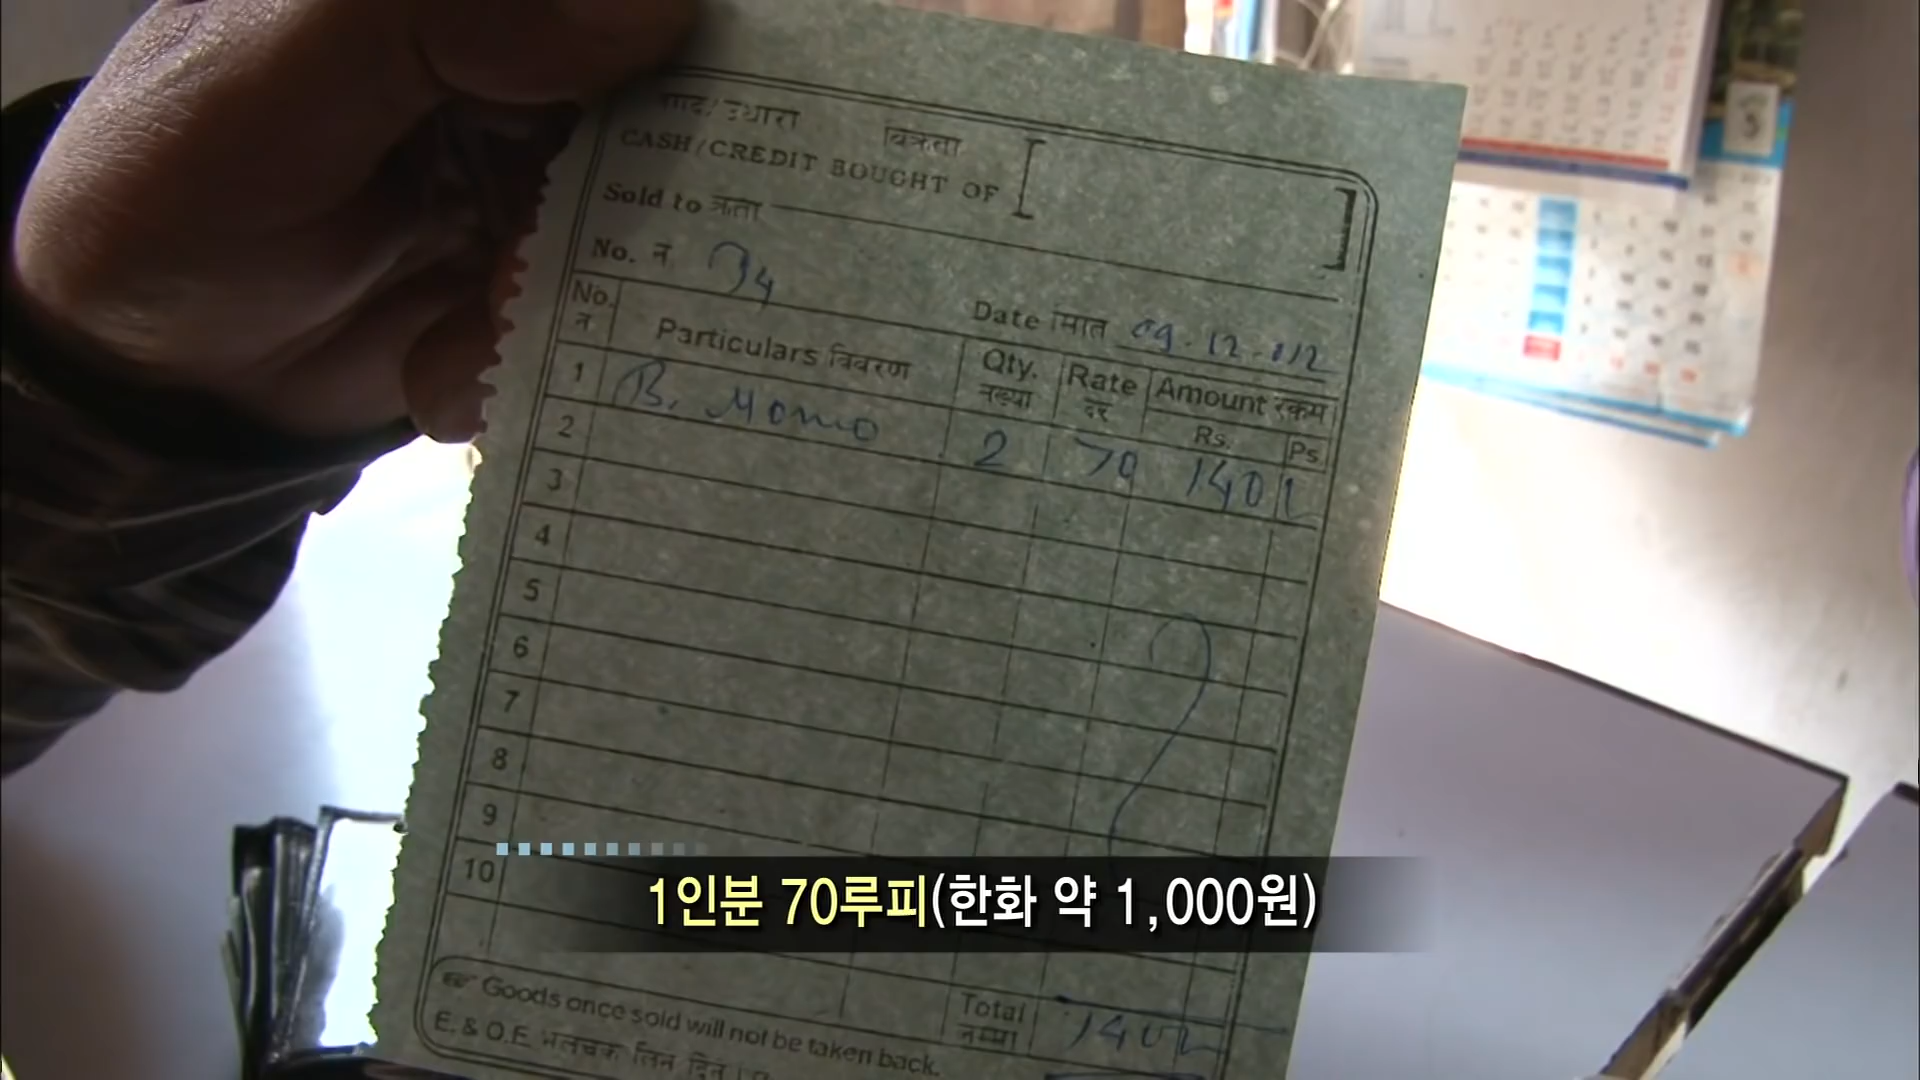 विक्रेता
CASH/CREDIT BOUGHT OF
Sold to क्रेता
No. नं 34
Date मिति 09.12.012
No. नं Particulars विवरण Qty. Rate दर Amount रकम
Rs. Ps.
1 B. Momo 2 70 140
2
3
4
5
6
7
8
9
10
1인분 70루피(한화 약 1,000원)
Total 140
Goods once sold will not be taken back.
E. & O.E.